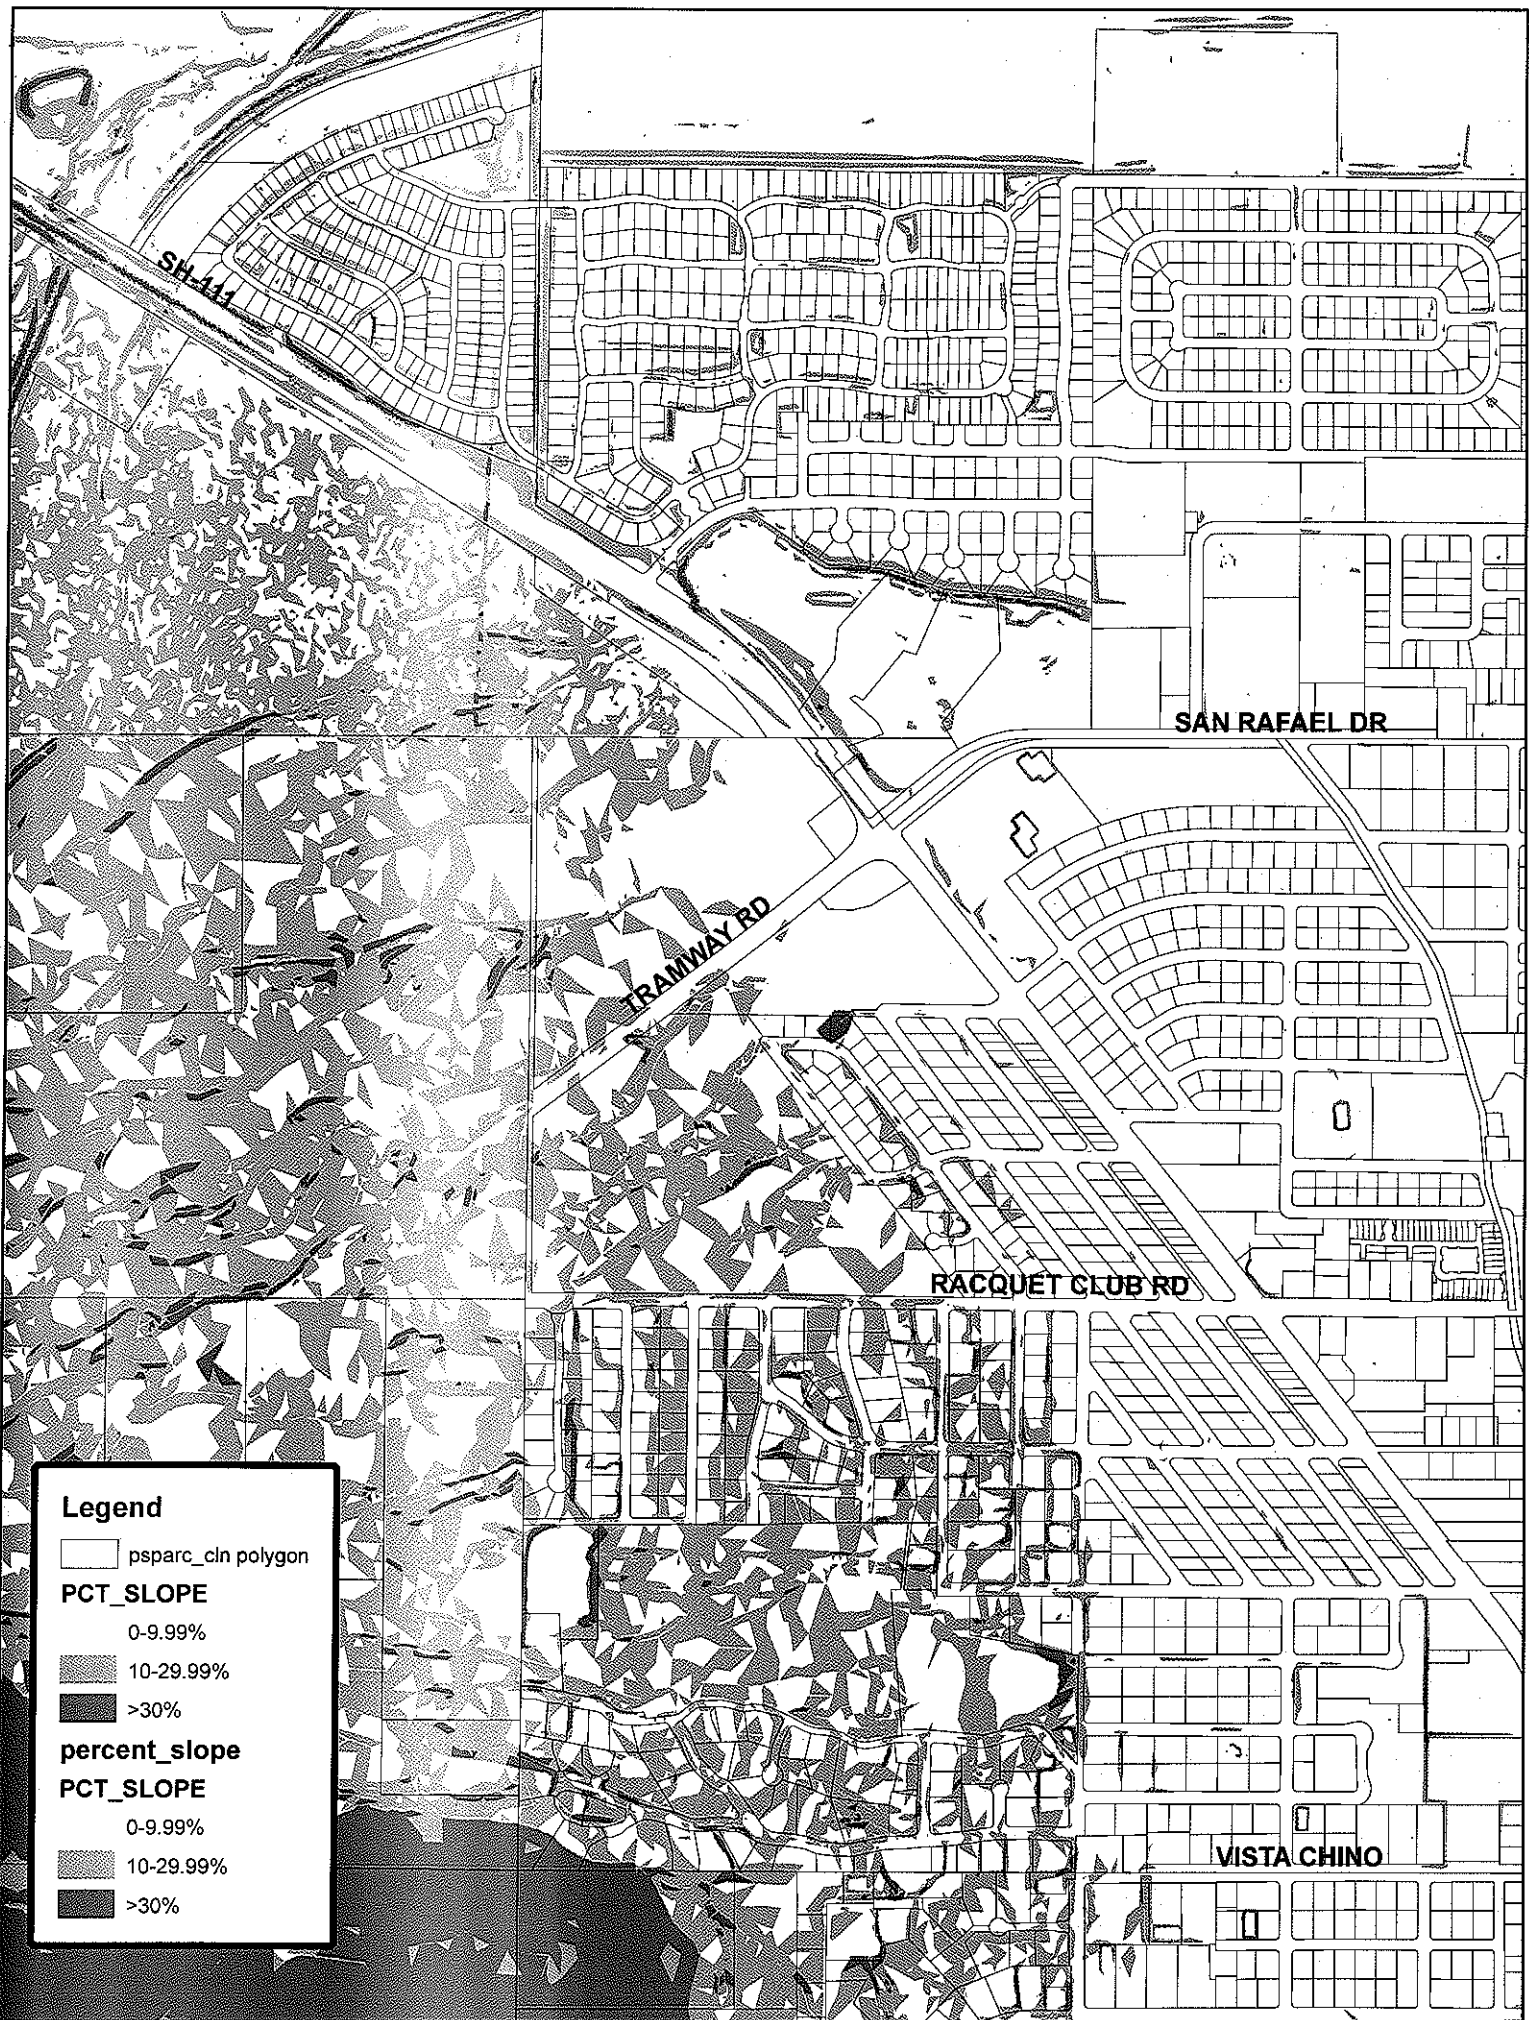 SH-111
SAN RAFAEL DR
TRAMWAY RD
RACQUET CLUB RD
Legend
psparc_cln polygon
PCT_SLOPE
0-9.99%
10-29.99%
>30%
percent_slope
PCT_SLOPE
0-9.99%
10-29.99%
>30%
VISTA CHINO